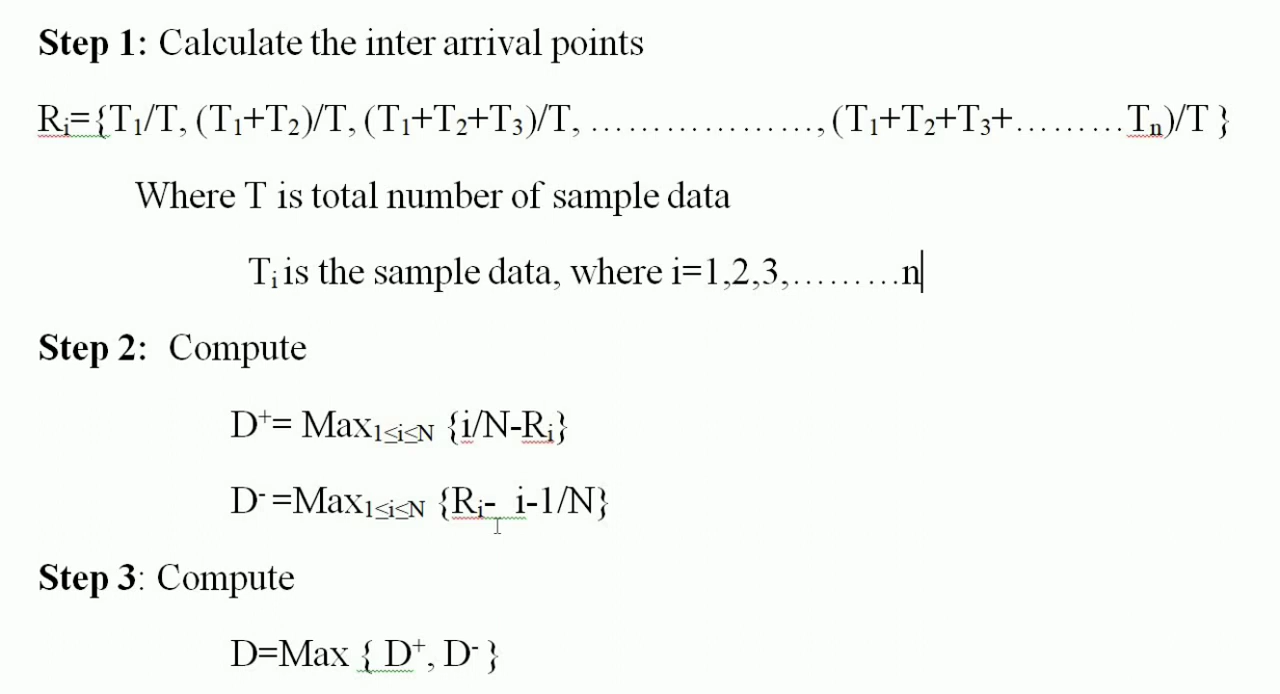 Step 1: Calculate the inter arrival points
Rᵢ={T₁/T, (T₁+T₂)/T, (T₁+T₂+T₃)/T, ..................., (T₁+T₂+T₃+.........Tₙ)/T }
Where T is total number of sample data
Tᵢ is the sample data, where i=1,2,3,.........n
Step 2: Compute
D⁺= Max₁≤ᵢ≤N {i/N-Rᵢ}
D⁻ =Max₁≤ᵢ≤N {Rᵢ- i-1/N}
Step 3: Compute
D=Max { D⁺, D⁻ }